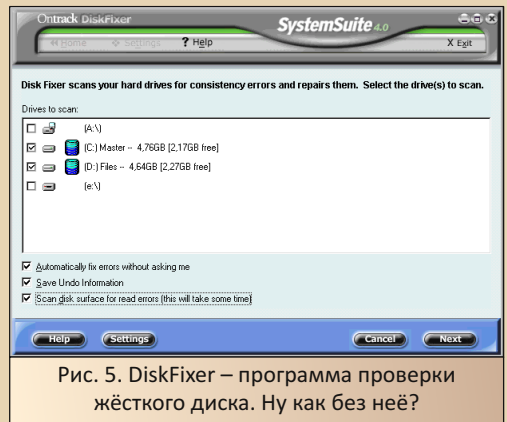 Ontrack DiskFixer
SystemSuite 4.0
Home Settings ? Help X Exit
Disk Fixer scans your hard drives for consistency errors and repairs them. Select the drive(s) to scan.
Drives to scan:
(A:\)
(C:) Master -- 4,76GB [2,17GB free]
(D:) Files -- 4,64GB [2,27GB free]
(e:\)
Automatically fix errors without asking me
Save Undo Information
Scan disk surface for read errors (this will take some time)
Help Settings Cancel Next
Рис. 5. DiskFixer – программа проверки
жёсткого диска. Ну как без неё?